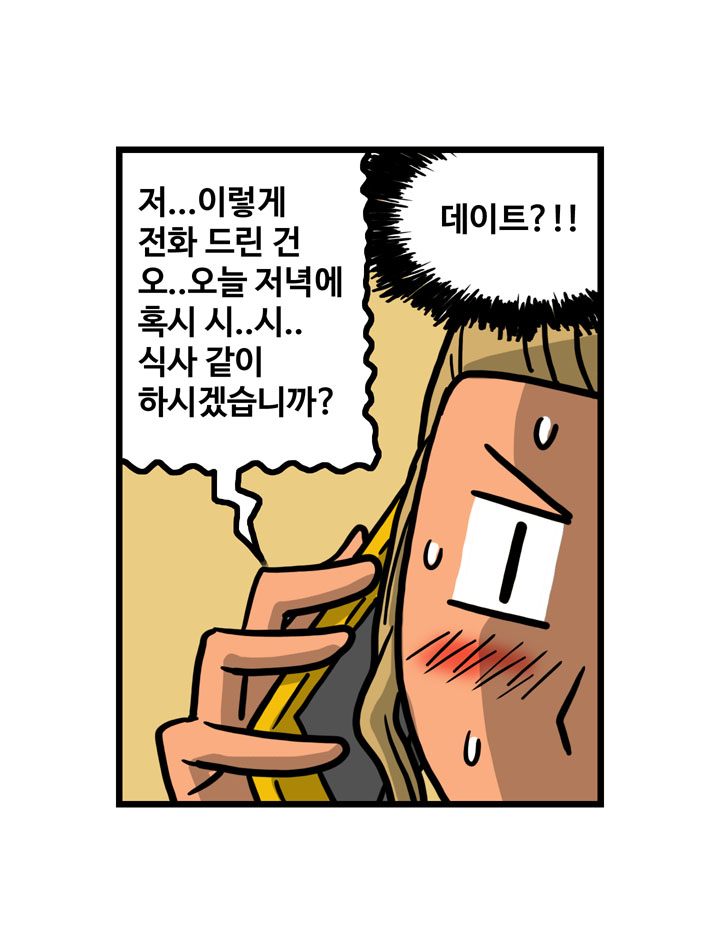 저...이렇게
전화 드린 건
오..오늘 저녁에
혹시 시..시..
식사 같이
하시겠습니까?
데이트?!!